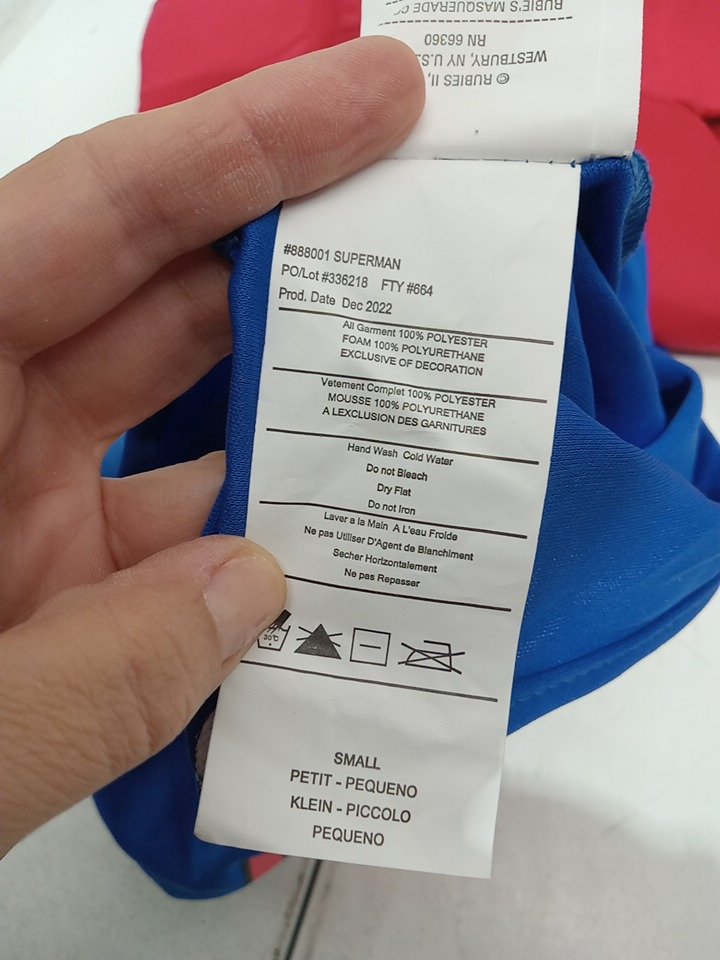 RUBIE'S MASQUERADE
© RUBIES II,
WESTBURY, NY U.S.
RN 66360
#888001 SUPERMAN
PO/Lot #336218 FTY #664
Prod. Date Dec 2022
All Garment 100% POLYESTER
FOAM 100% POLYURETHANE
EXCLUSIVE OF DECORATION
Vetement Complet 100% POLYESTER
MOUSSE 100% POLYURETHANE
A LEXCLUSION DES GARNITURES
Hand Wash Cold Water
Do not Bleach
Dry Flat
Do not Iron
Laver a la Main A L'eau Froide
Ne pas Utiliser D'Agent de Blanchiment
Secher Horizontalement
Ne pas Repasser
30°C
SMALL
PETIT - PEQUENO
KLEIN - PICCOLO
PEQUENO